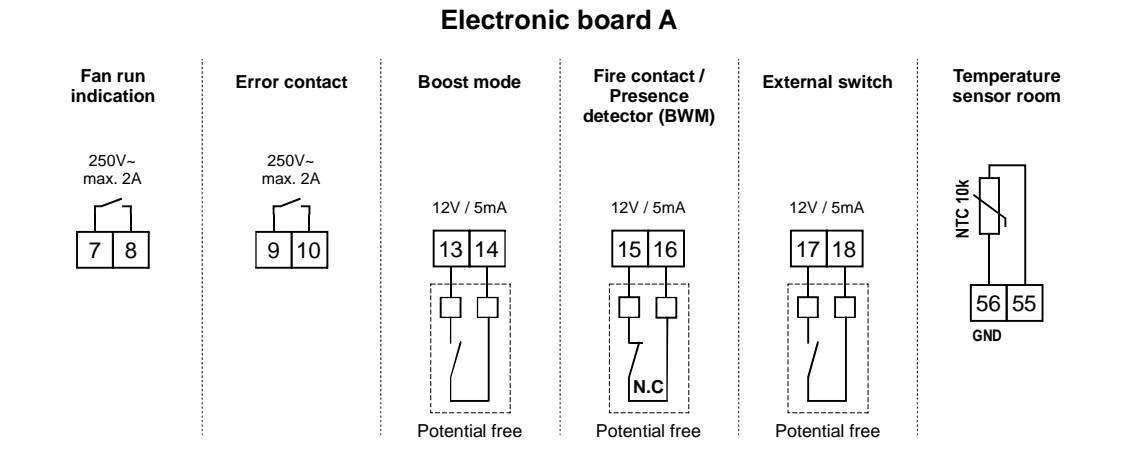 Electronic board A
Fan run
indication
250V~
max. 2A
7 8
Error contact
250V~
max. 2A
9 10
Boost mode
12V / 5mA
13 14
Potential free
Fire contact /
Presence
detector (BWM)
12V / 5mA
15 16
N.C
Potential free
External switch
12V / 5mA
17 18
Potential free
Temperature
sensor room
NTC 10k
56 55
GND